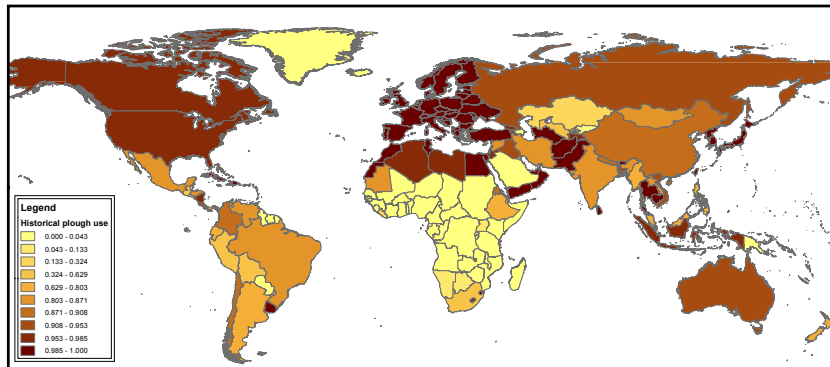 Legend
Historical plough use
0.000 - 0.043
0.043 - 0.133
0.133 - 0.324
0.324 - 0.629
0.629 - 0.803
0.803 - 0.871
0.871 - 0.908
0.908 - 0.953
0.953 - 0.985
0.985 - 1.000